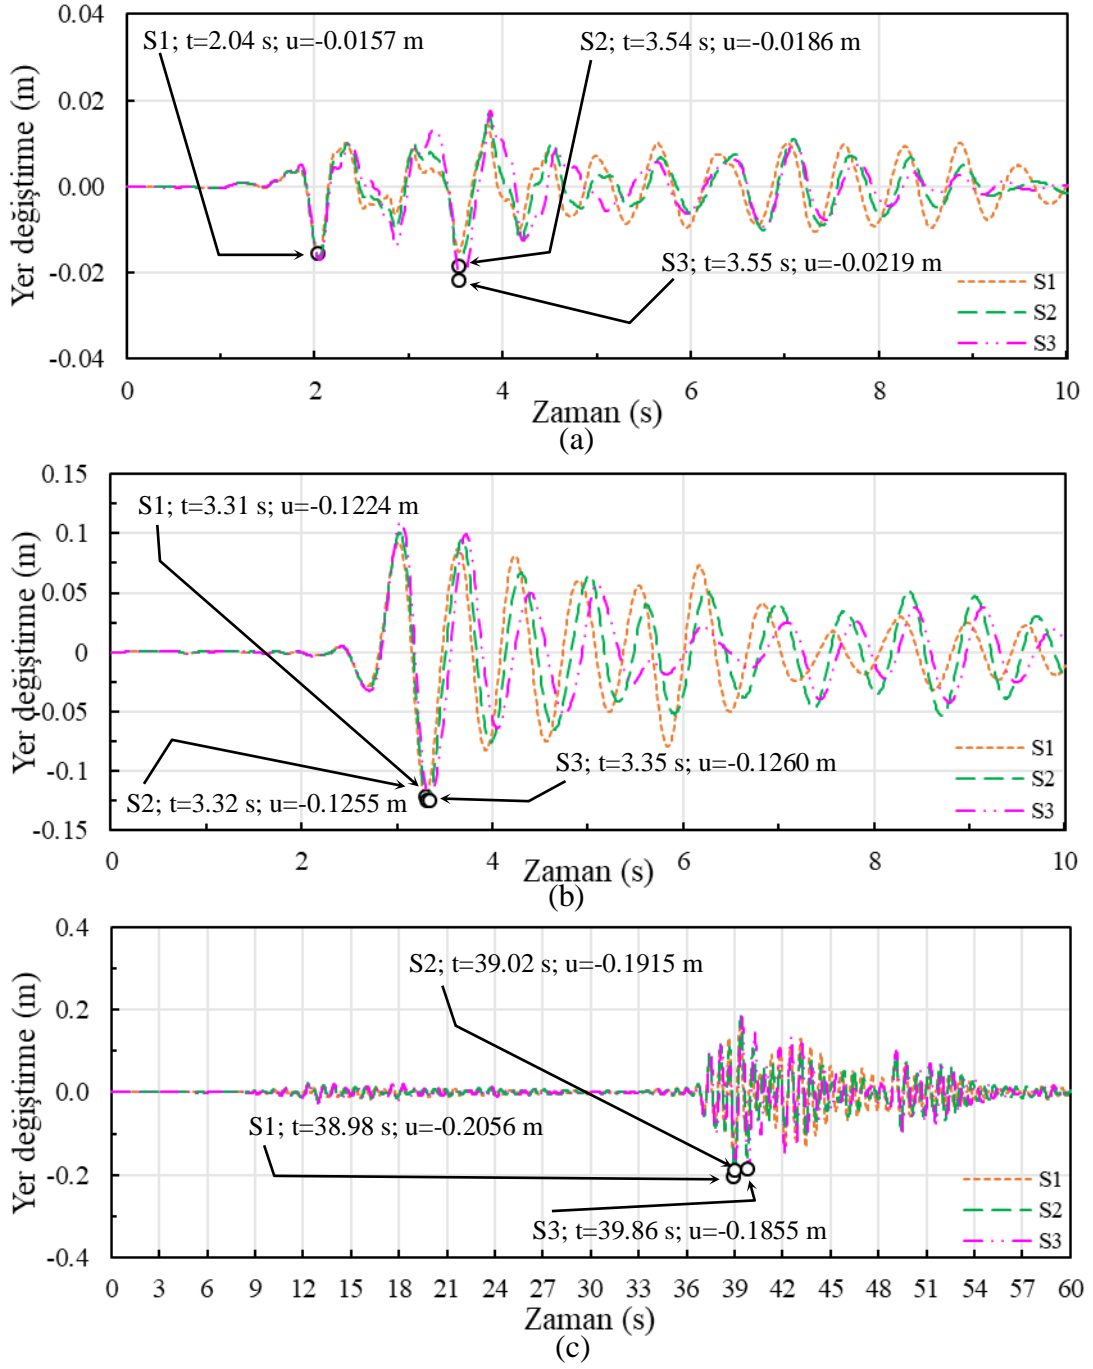 0.04
S1; t=2.04 s; u=-0.0157 m
S2; t=3.54 s; u=-0.0186 m
0.02
Yer değiştirme (m)
0.00
S3; t=3.55 s; u=-0.0219 m
-0.02
S1
S2
S3
-0.04
0 2 4 6 8 10
Zaman (s)
(a)
0.15
S1; t=3.31 s; u=-0.1224 m
0.1
0.05
Yer değiştirme (m)
0
-0.05
S1
S3; t=3.35 s; u=-0.1260 m
-0.1
S2
S2; t=3.32 s; u=-0.1255 m
S3
-0.15
0 2 4 6 8 10
Zaman (s)
(b)
0.4
S2; t=39.02 s; u=-0.1915 m
0.2
Yer değiştirme (m)
0.0
S1; t=38.98 s; u=-0.2056 m
-0.2
S1
S2
S3; t=39.86 s; u=-0.1855 m
S3
-0.4
0 3 6 9 12 15 18 21 24 27 30 33 36 39 42 45 48 51 54 57 60
Zaman (s)
(c)